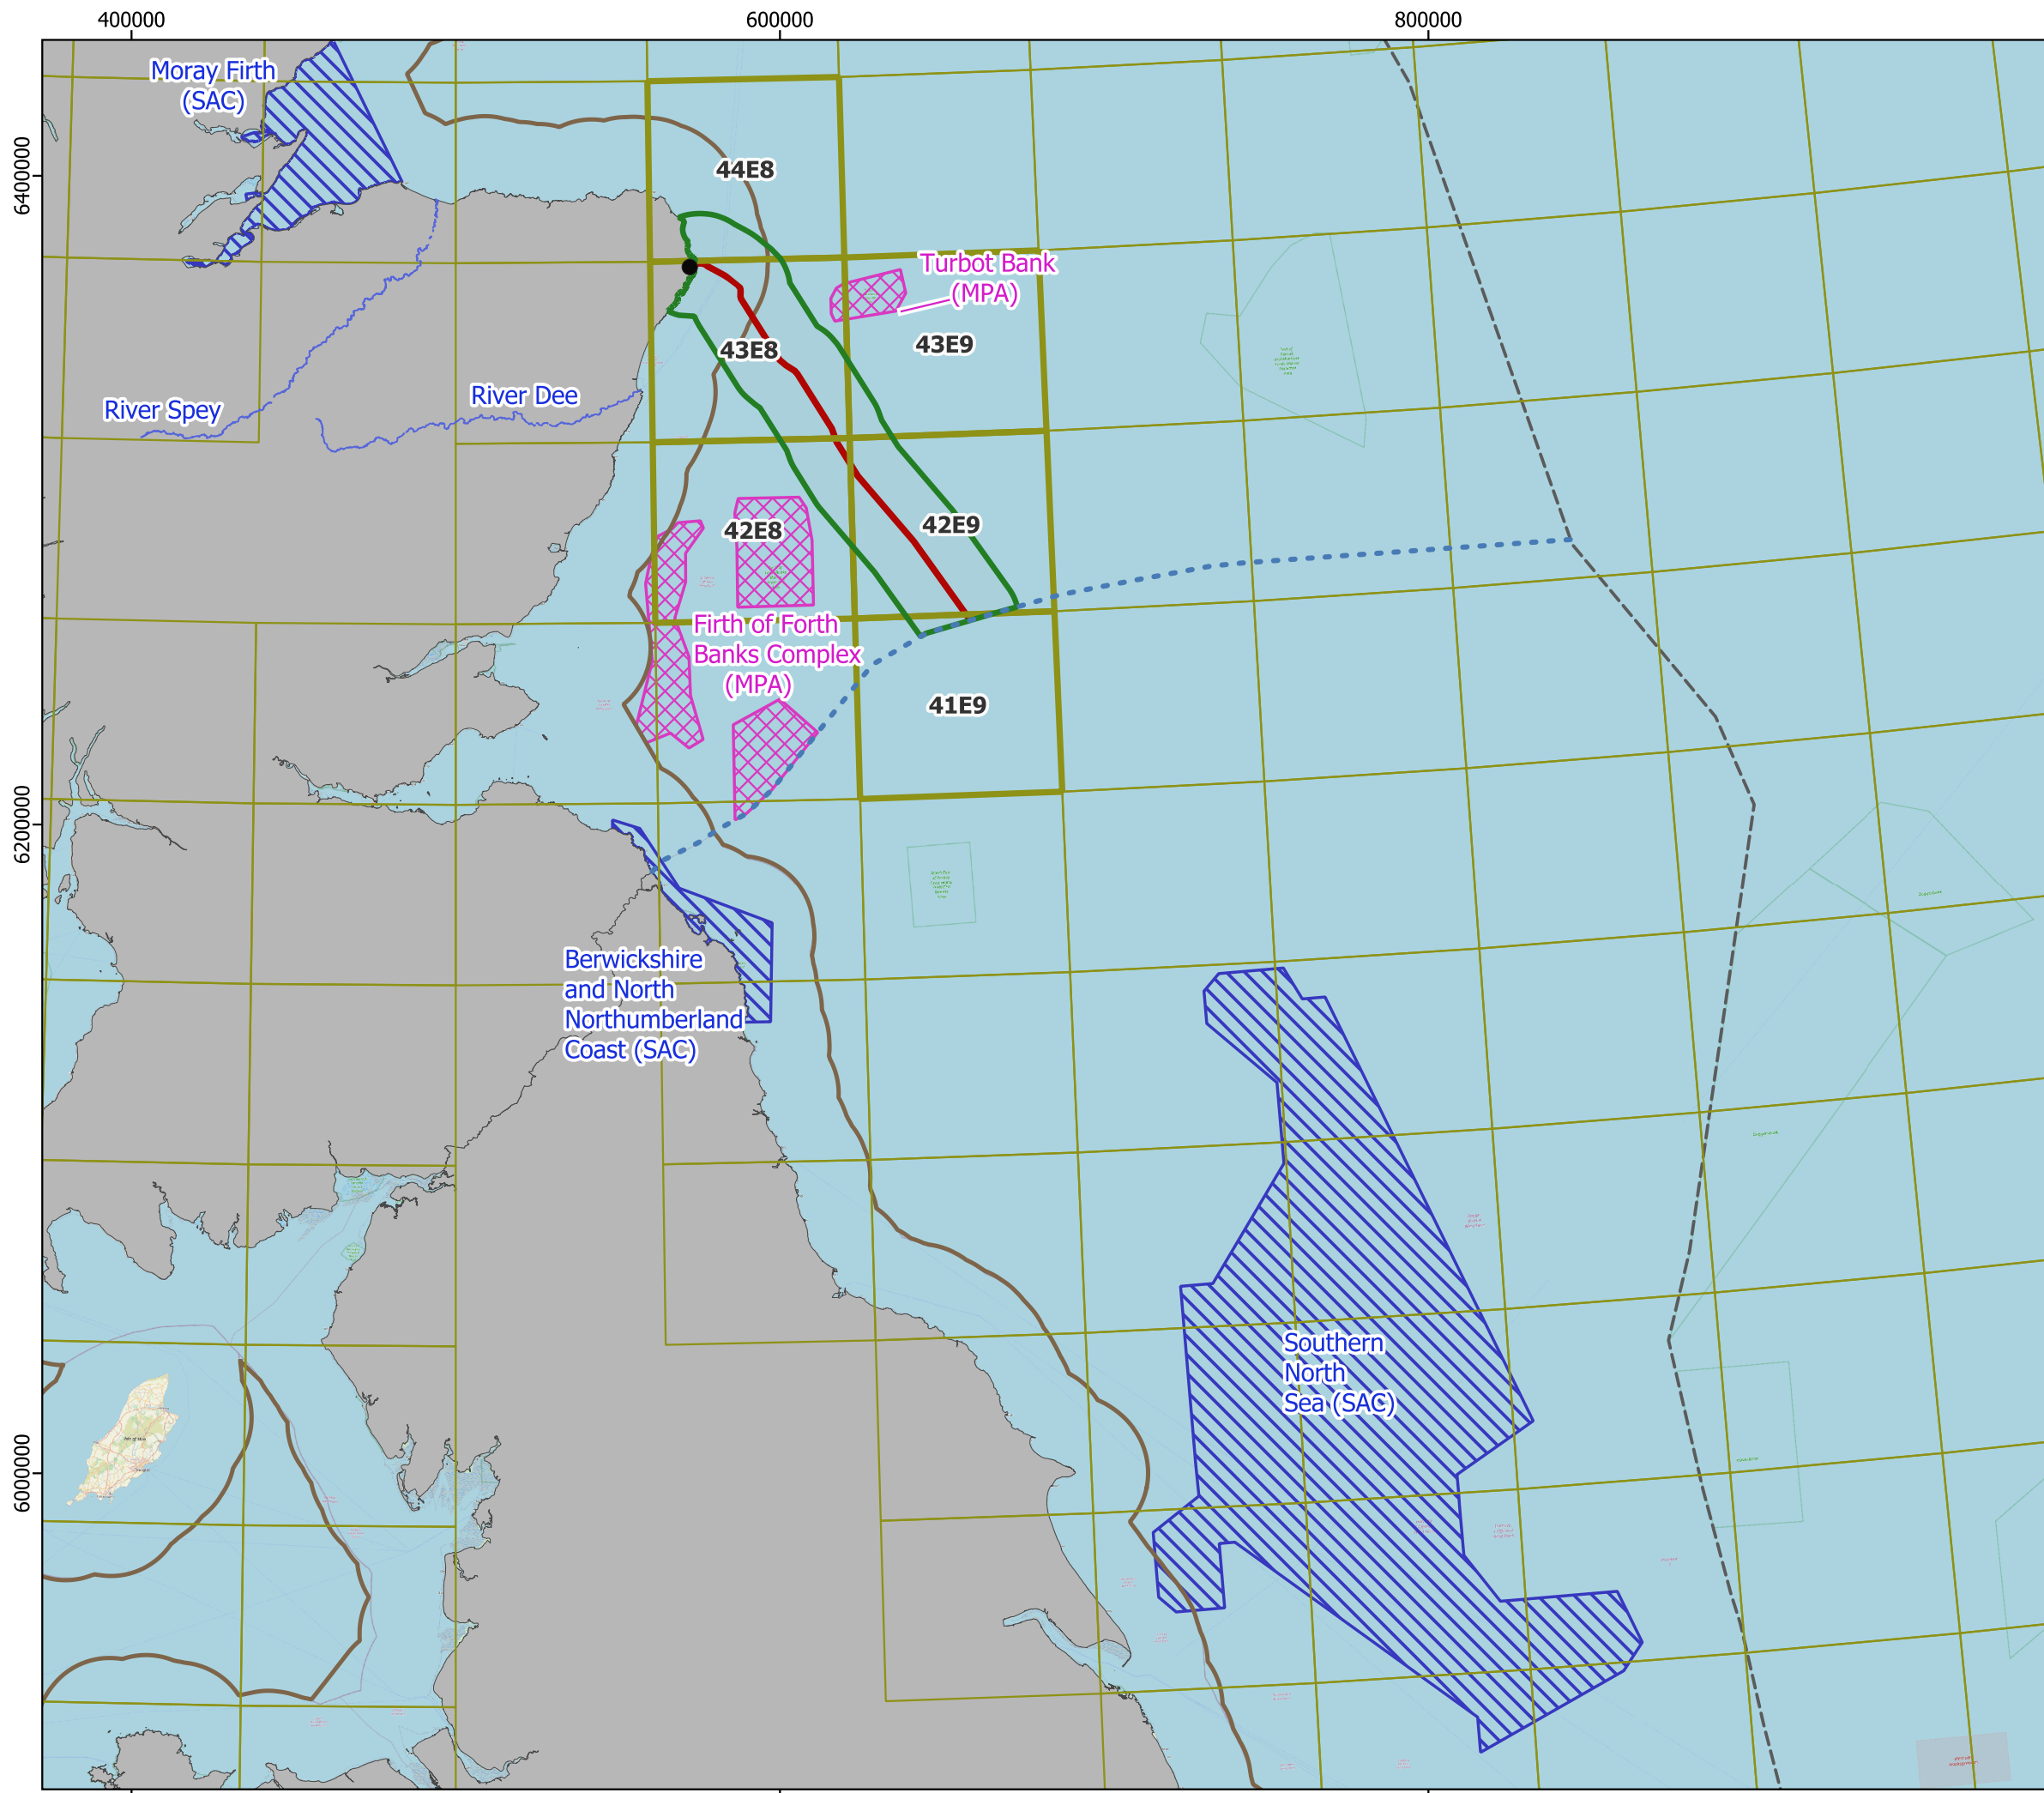 400000 600000 800000
6400000
6200000
6000000
Moray Firth
(SAC)
44E8
Turbot Bank
(MPA)
43E8
43E9
River Spey
River Dee
42E8
42E9
Firth of Forth
Banks Complex
(MPA)
41E9
Berwickshire
and North
Northumberland
Coast (SAC)
Southern
North
Sea (SAC)